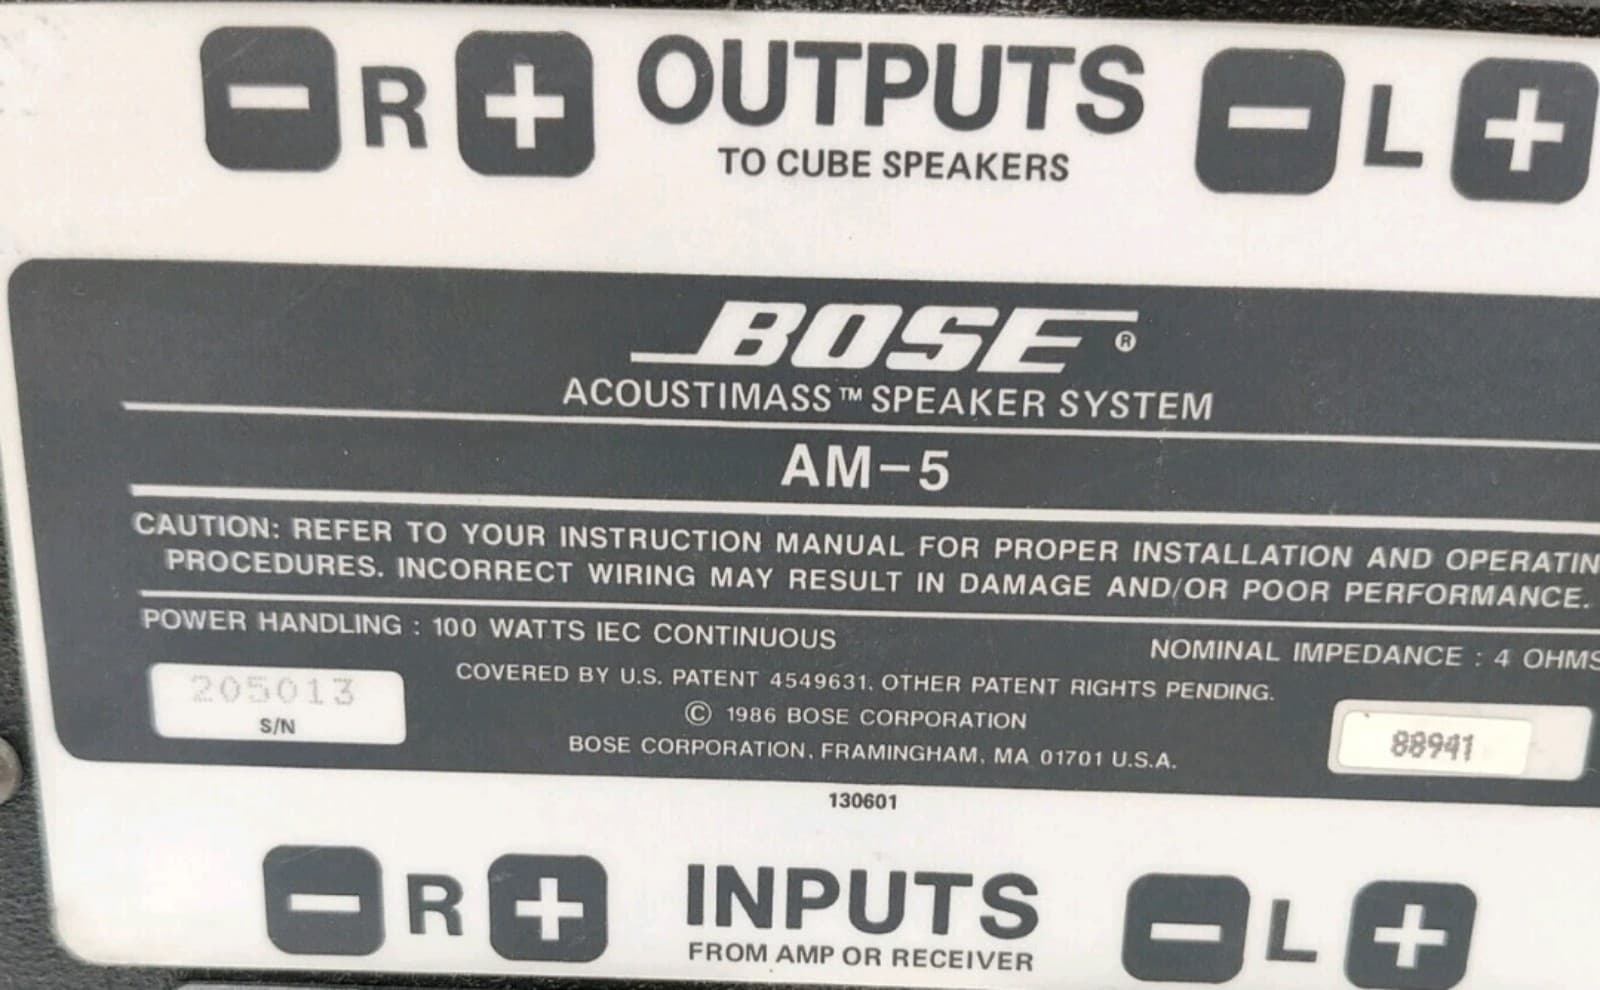 − R + OUTPUTS − L +
TO CUBE SPEAKERS
BOSE®
ACOUSTIMASS™ SPEAKER SYSTEM
AM-5
CAUTION: REFER TO YOUR INSTRUCTION MANUAL FOR PROPER INSTALLATION AND OPERATIN
PROCEDURES. INCORRECT WIRING MAY RESULT IN DAMAGE AND/OR POOR PERFORMANCE.
POWER HANDLING : 100 WATTS IEC CONTINUOUS
NOMINAL IMPEDANCE : 4 OHMS
205013
S/N
COVERED BY U.S. PATENT 4549631. OTHER PATENT RIGHTS PENDING.
© 1986 BOSE CORPORATION
BOSE CORPORATION, FRAMINGHAM, MA 01701 U.S.A.
88941
130601
− R + INPUTS − L +
FROM AMP OR RECEIVER